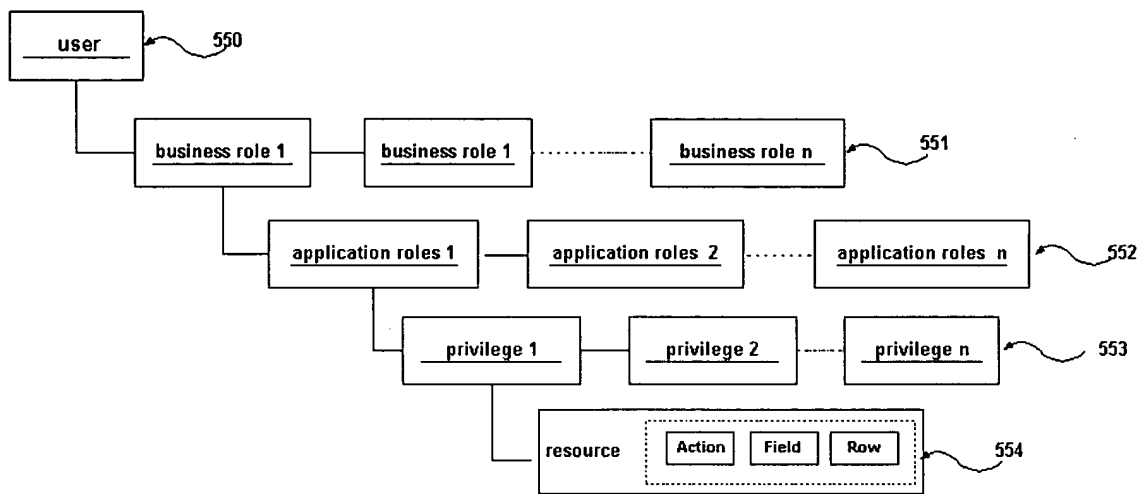 user
550
business role 1
business role 1
business role n
551
application roles 1
application roles 2
application roles n
552
privilege 1
privilege 2
privilege n
553
resource
Action
Field
Row
554